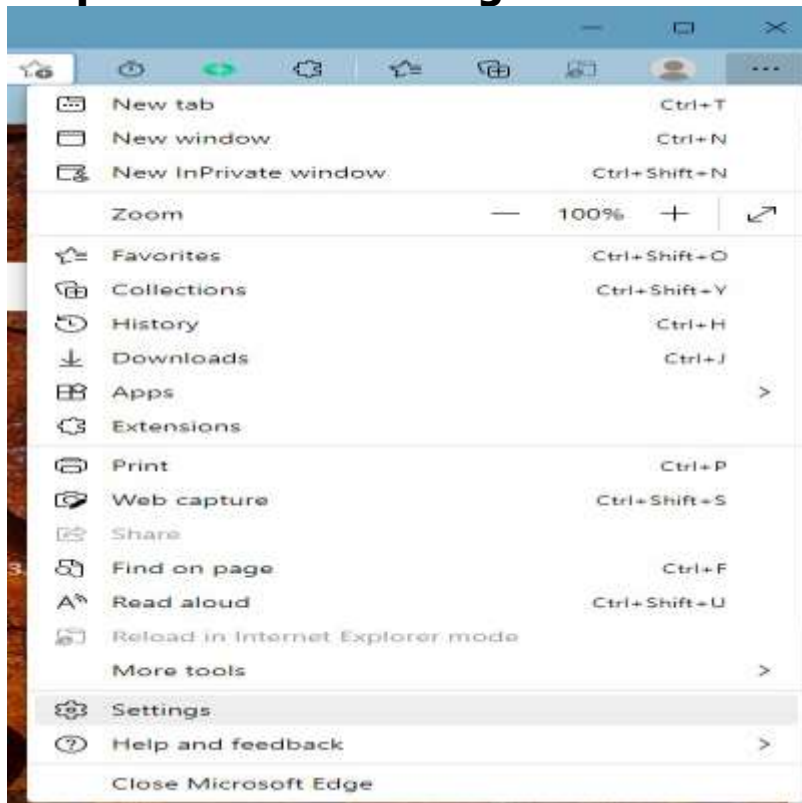 New tab Ctrl+T
New window Ctrl+N
New InPrivate window Ctrl+Shift+N
Zoom — 100% +
Favorites Ctrl+Shift+O
Collections Ctrl+Shift+Y
History Ctrl+H
Downloads Ctrl+J
Apps >
Extensions
Print Ctrl+P
Web capture Ctrl+Shift+S
Share
3.
Find on page Ctrl+F
Read aloud Ctrl+Shift+U
Reload in Internet Explorer mode
More tools >
Settings
Help and feedback >
Close Microsoft Edge